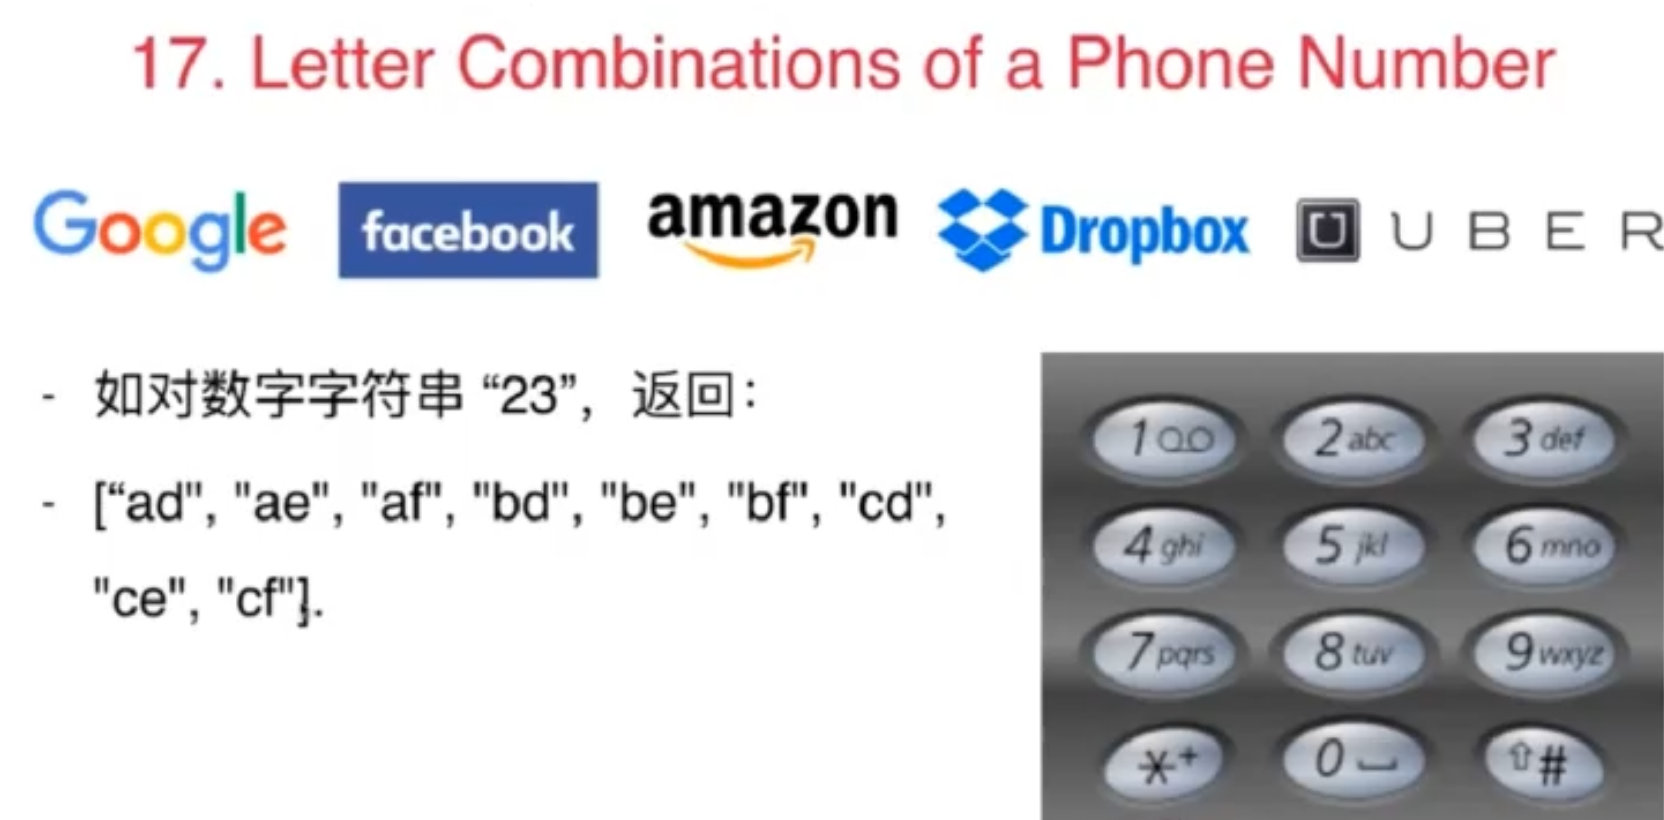 17. Letter Combinations of a Phone Number
Google facebook amazon Dropbox UBER
- 如对数字字符串 “23”，返回：
- [“ad", "ae", "af", "bd", "be", "bf", "cd",
"ce", "cf"].
1 2 abc 3 def
4 ghi 5 jkl 6 mno
7 pqrs 8 tuv 9 wxyz
*+ 0 #